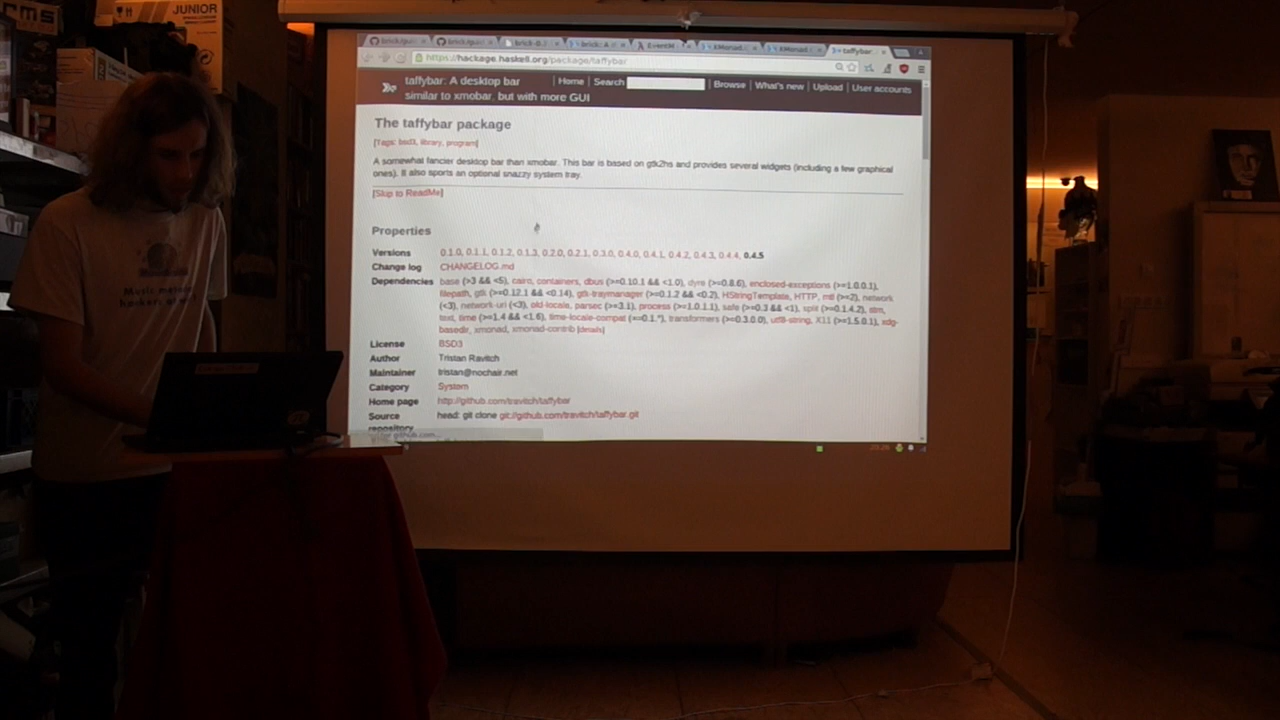 CMS
JUNIOR
https://hackage.haskell.org/package/taffybar
taffybar: A desktop bar
similar to xmobar, but with more GUI
Home | Search | Browse | What's new | Upload | User accounts
The taffybar package
[Tags: bsd3, library, program]
A somewhat fancier desktop bar than xmobar. This bar is based on gtk2hs and provides several widgets (including a few graphical
ones). It also sports an optional snazzy system tray.
[Skip to ReadMe]
Properties
Versions 0.1.0, 0.1.1, 0.1.2, 0.1.3, 0.2.0, 0.2.1, 0.3.0, 0.4.0, 0.4.1, 0.4.2, 0.4.3, 0.4.4, 0.4.5
Change log CHANGELOG.md
Dependencies base (>3 && <5), cairo, containers, dbus (>=0.10.1 && <1.0), dyre (>=0.8.6), enclosed-exceptions (>=1.0.0.1),
filepath, gtk (>=0.12.1 && <0.14), gtk-traymanager (>=0.1.2 && <0.2), HStringTemplate, HTTP, mtl (>=2), network
(<3), network-uri (<3), old-locale, parsec (>=3.1), process (>=1.0.1.1), safe (>=0.3 && <1), split (>=0.1.4.2), stm,
text, time (>=1.4 && <1.6), time-locale-compat (==0.1.*), transformers (>=0.3.0.0), utf8-string, X11 (>=1.5.0.1), xdg-
basedir, xmonad, xmonad-contrib [details]
License BSD3
Author Tristan Ravitch
Maintainer tristan@nochair.net
Category System
Home page http://github.com/travitch/taffybar
Source head: git clone git://github.com/travitch/taffybar.git
repository